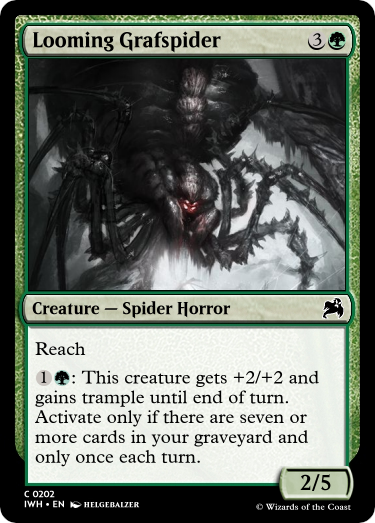 Looming Grafspider 3
Creature — Spider Horror
Reach
1 : This creature gets +2/+2 and
gains trample until end of turn.
Activate only if there are seven or
more cards in your graveyard and
only once each turn.
2/5
C 0202
IWH • EN HELGEBALZER
© Wizards of the Coast